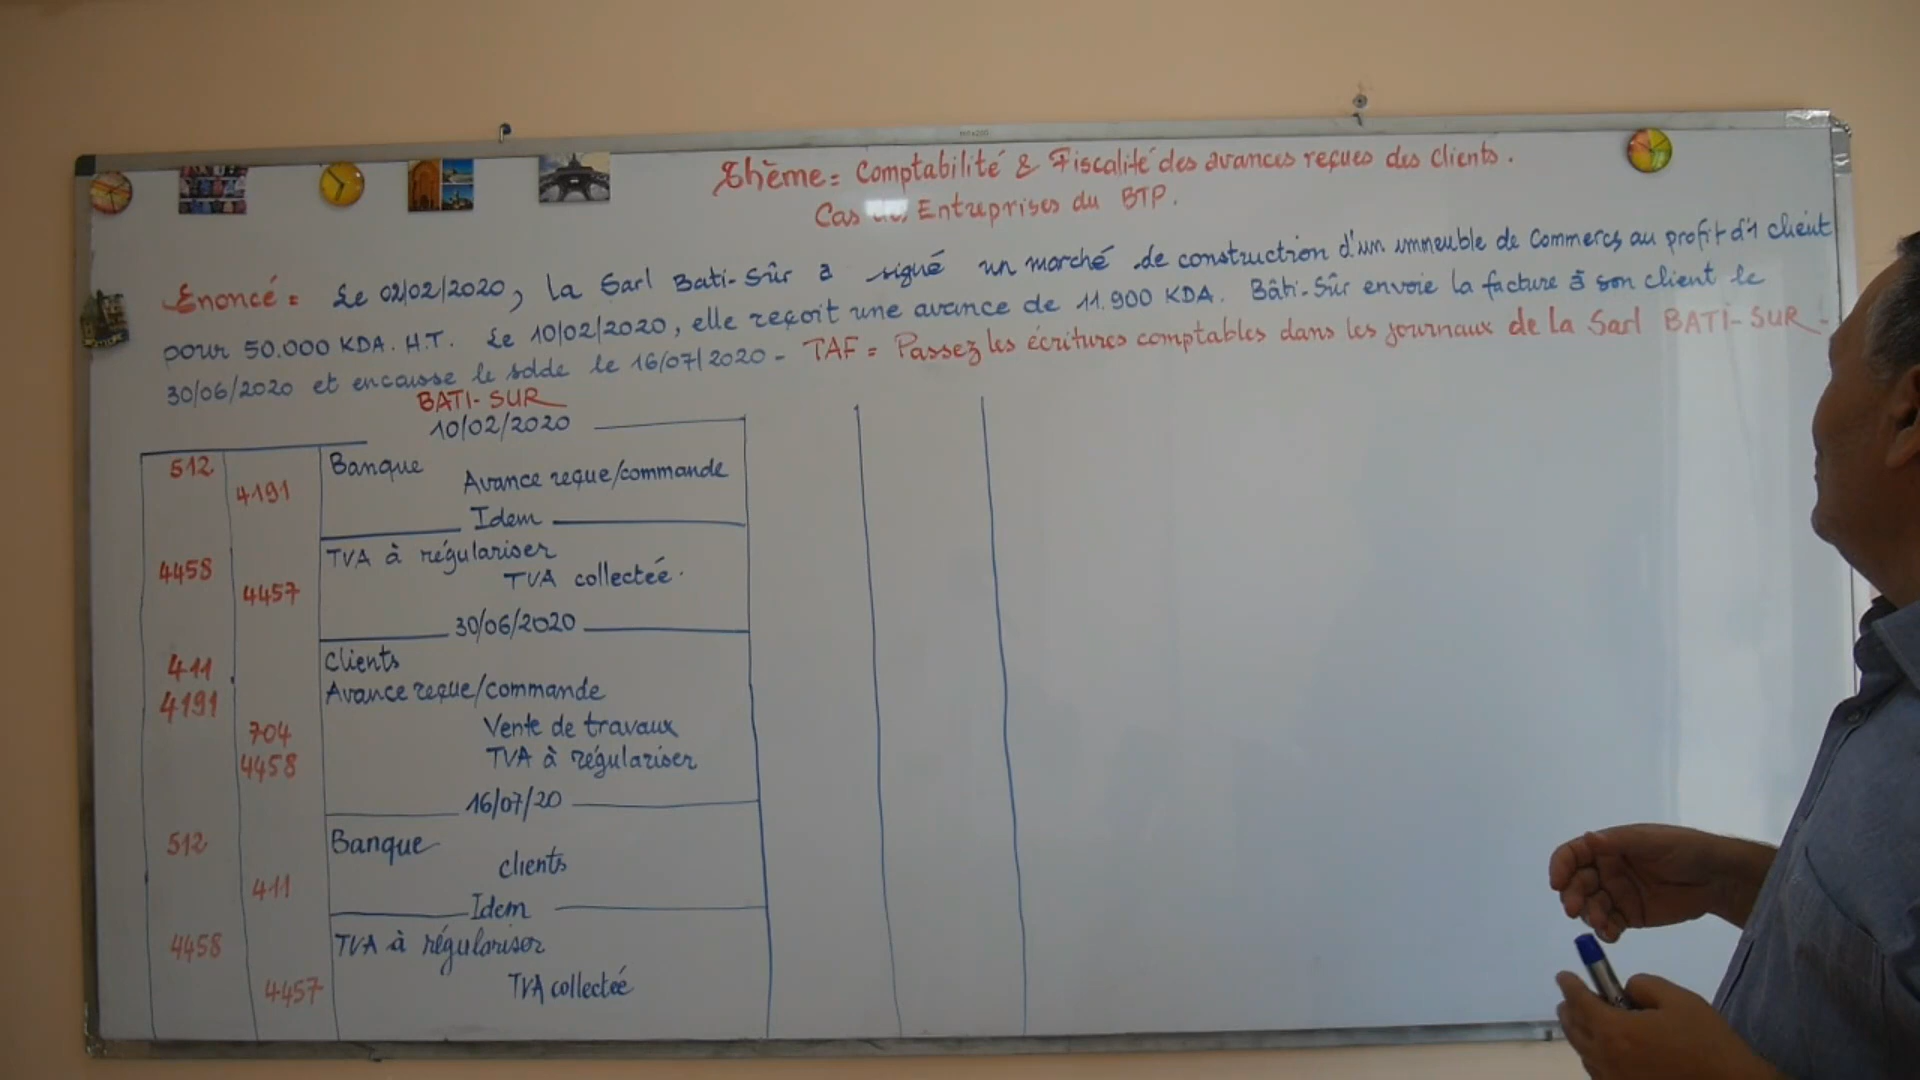 Thème = Comptabilité & Fiscalité des avances reçues des clients.
Cas Entreprises du BTP.
Enoncé = Le 02/02/2020, la Sarl Bati-Sûr a signé un marché de construction d'un immeuble de Commerces au profit d'1 client
pour 50.000 KDA. H.T. Le 10/02/2020, elle reçoit une avance de 11.900 KDA. Bâti-Sûr envoie la facture à son client le
30/06/2020 et encaisse le solde le 16/07/2020 - TAF = Passez les écritures comptables dans les journaux de la Sarl BATI-SUR -
BATI-SUR
10/02/2020
512 Banque
4191 Avance reçue/commande
Idem
4458 TVA à régulariser
4457 TVA collectée.
30/06/2020
411 Clients
4191 Avance reçue/commande
704 Vente de travaux
4458 TVA à régulariser
16/07/20
512 Banque
411 clients
Idem
4458 TVA à régulariser
4457 TVA collectée